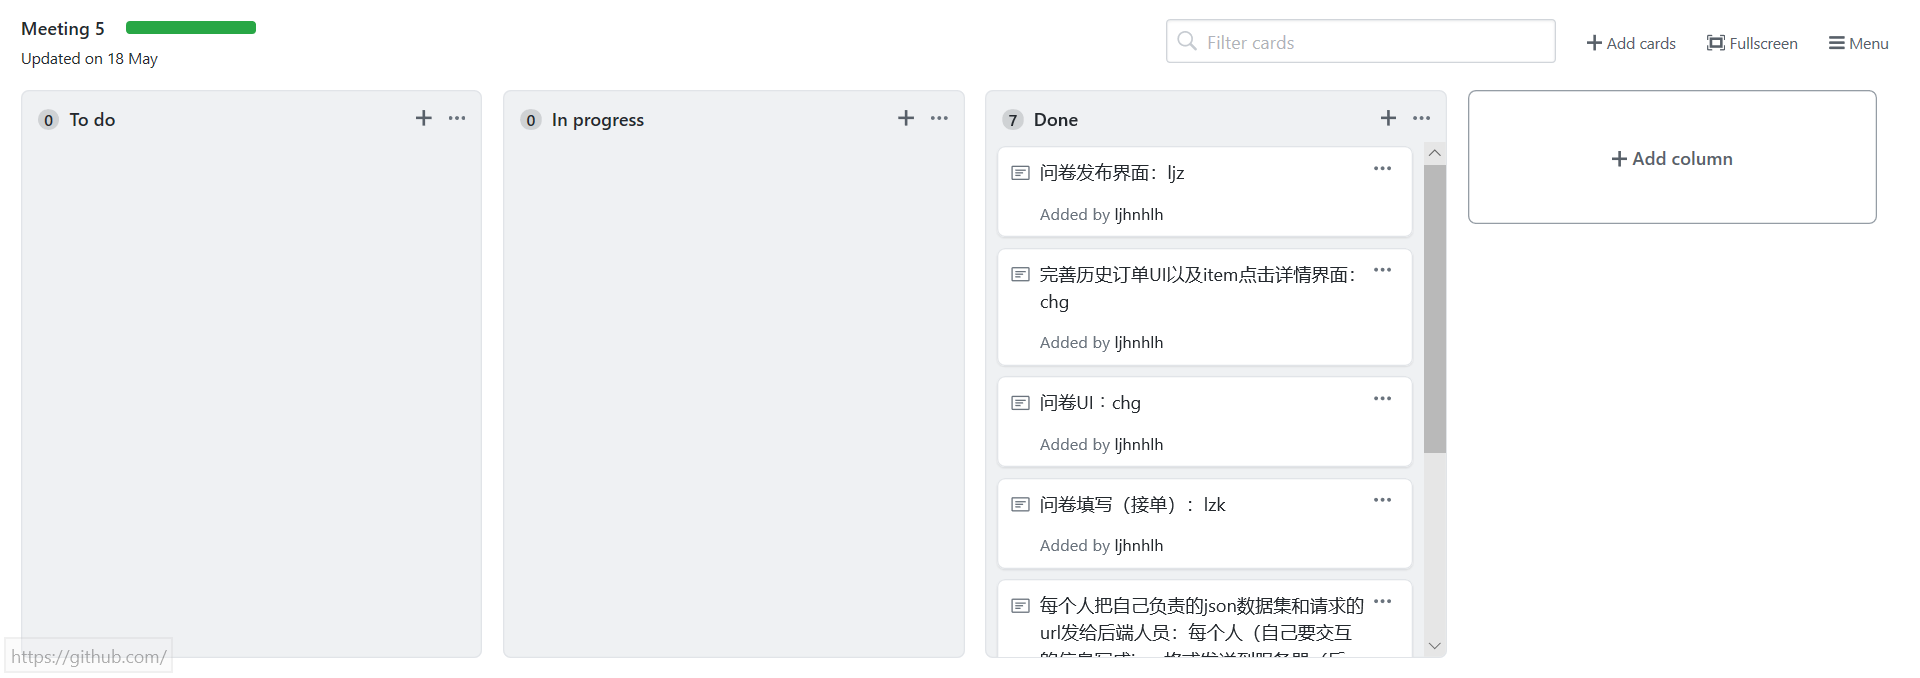 Meeting 5
Updated on 18 May
Filter cards
Add cards
Fullscreen
Menu
0 To do
0 In progress
7 Done
问卷发布界面：ljz
Added by ljhnhlh
完善历史订单UI以及item点击详情界面：
chg
Added by ljhnhlh
问卷UI：chg
Added by ljhnhlh
问卷填写（接单）：lzk
Added by ljhnhlh
每个人把自己负责的json数据集和请求的
url发给后端人员：每个人（自己要交互
Add column
https://github.com/